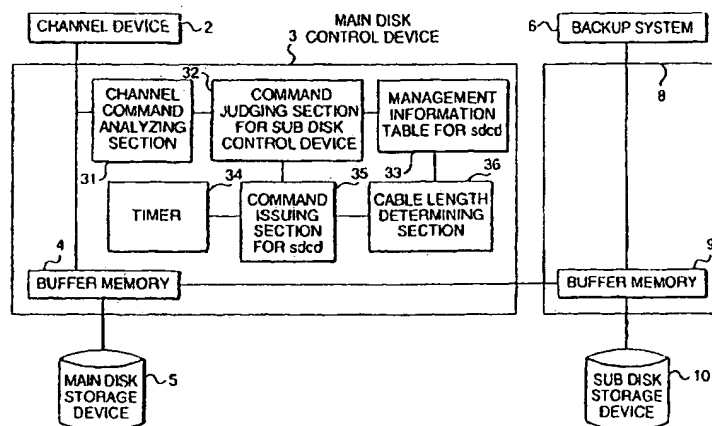 CHANNEL DEVICE
2
MAIN DISK
CONTROL DEVICE
3
6
BACKUP SYSTEM
8
32
CHANNEL
COMMAND
ANALYZING
SECTION
31
COMMAND
JUDGING SECTION
FOR SUB DISK
CONTROL DEVICE
MANAGEMENT
INFORMATION
TABLE FOR sdcd
33
36
34
TIMER
35
COMMAND
ISSUING
SECTION
FOR sdcd
CABLE LENGTH
DETERMINING
SECTION
4
BUFFER MEMORY
9
BUFFER MEMORY
MAIN DISK
STORAGE
DEVICE
5
SUB DISK
STORAGE
DEVICE
10